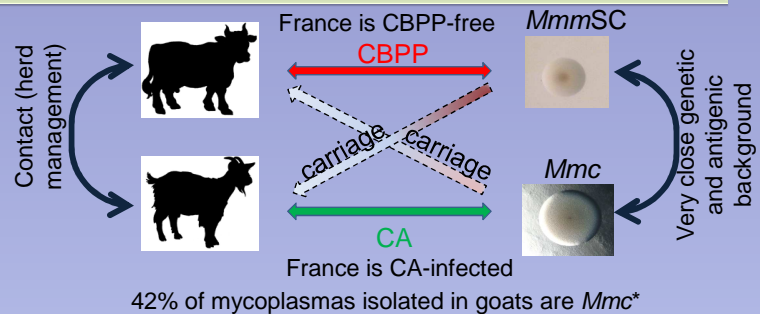 France is CBPP-free
MmmSC
CBPP
Contact (herd
management)
carriage
carriage
Very close genetic
and antigenic
background
Mmc
CA
France is CA-infected
42% of mycoplasmas isolated in goats are Mmc*